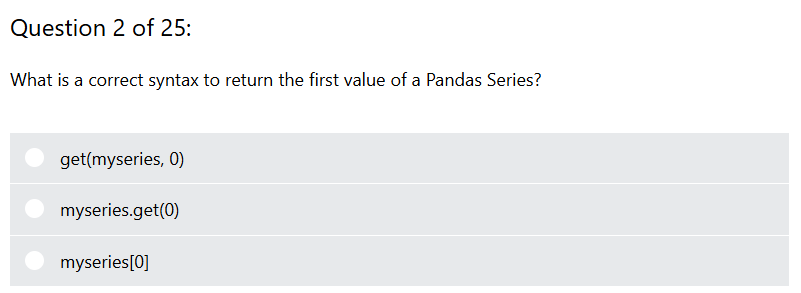 Question 2 of 25:
What is a correct syntax to return the first value of a Pandas Series?
get(myseries, 0)
myseries.get(0)
myseries[0]